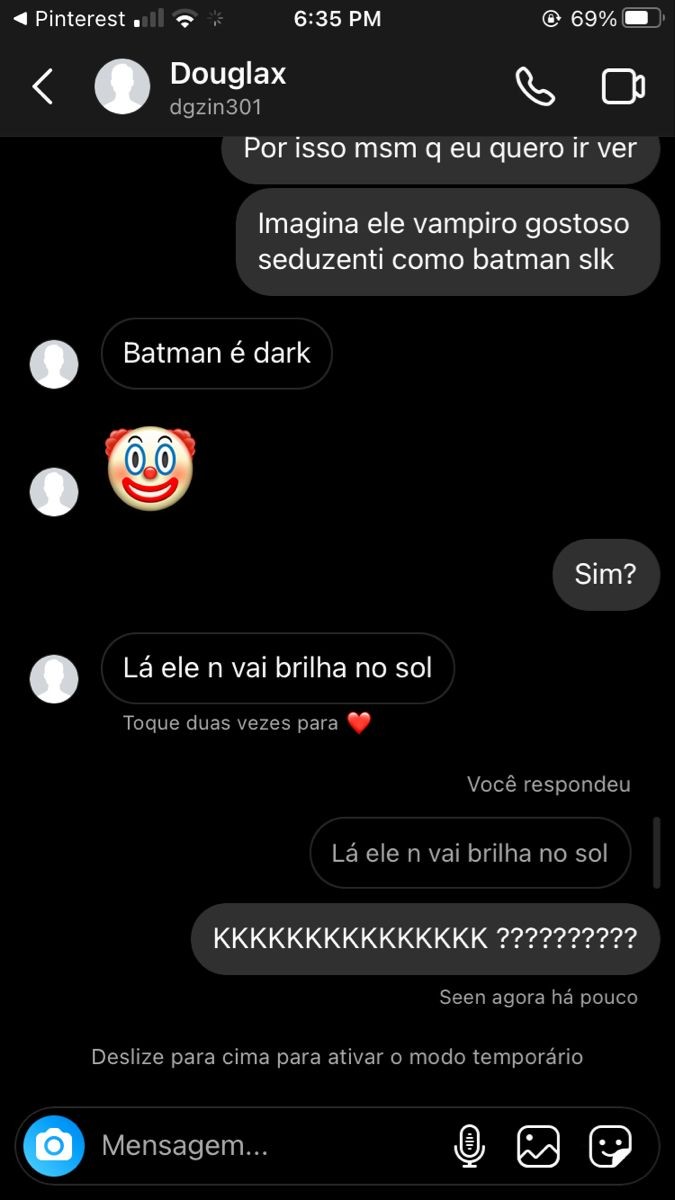 Pinterest 6:35 PM 69%
Douglax
dgzin301
Por isso msm q eu quero ir ver
Imagina ele vampiro gostoso
seduzenti como batman slk
Batman é dark
🤡
Sim?
Lá ele n vai brilha no sol
Toque duas vezes para ❤️
Você respondeu
Lá ele n vai brilha no sol
KKKKKKKKKKKKKKK ??????????
Seen agora há pouco
Deslize para cima para ativar o modo temporário
Mensagem...